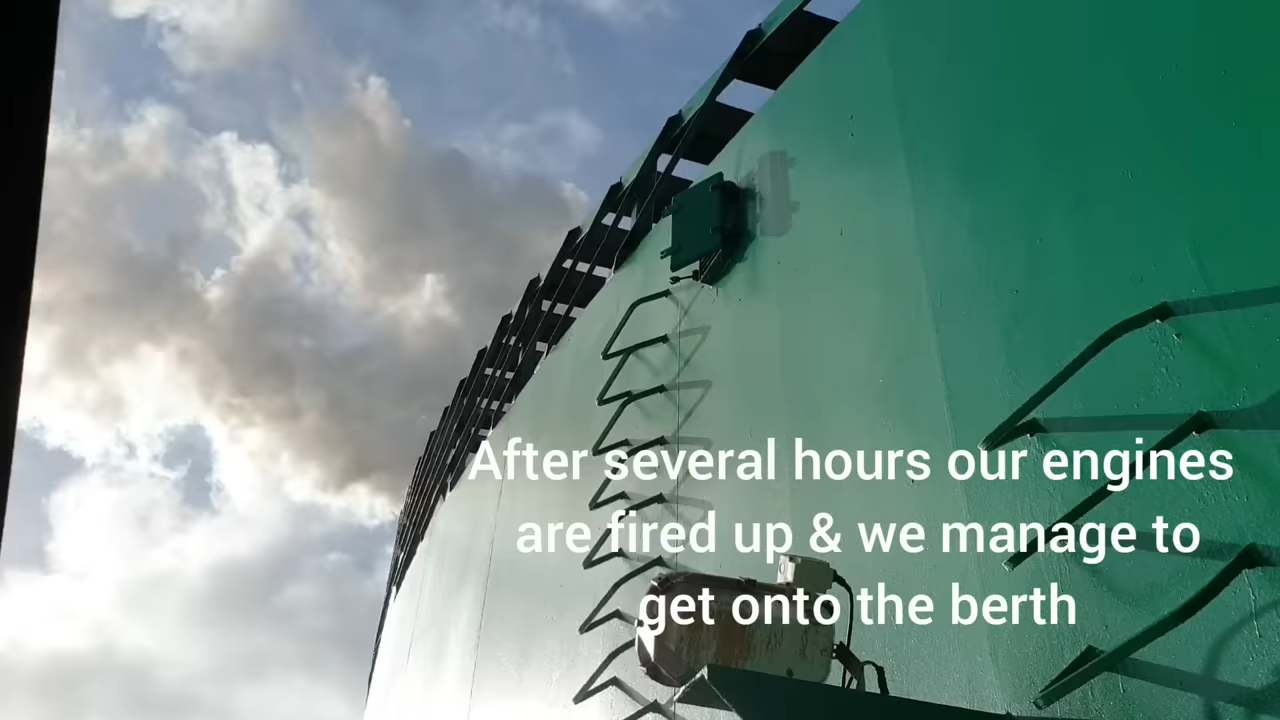 After several hours our engines
are fired up & we manage to
get onto the berth